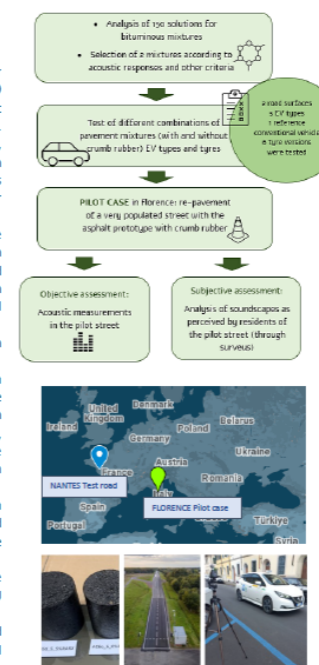 • Analysis of 190 solutions for
bituminous mixtures
• Selection of 2 mixtures according to
acoustic responses and other criteria
Test of different combinations of
pavement mixtures (with and without
crumb rubber) EV types and tyres
2 road surfaces
5 EV types
1 reference
conventional vehicle
6 tyre versions
were tested
PILOT CASE in Florence: re-pavement
of a very populated street with the
asphalt prototype with crumb rubber
Objective assessment:
Acoustic measurements
in the pilot street
Subjective assessment:
Analysis of soundscapes as
perceived by residents of
the pilot street (through
surveys)
Denmark
United
Kingdom
Ireland
Poland
Belarus
Germany
Ukraine
Austria
France
Romania
NANTES Test road
Italy
FLORENCE Pilot case
Spain
Portugal
Türkiye
Syria